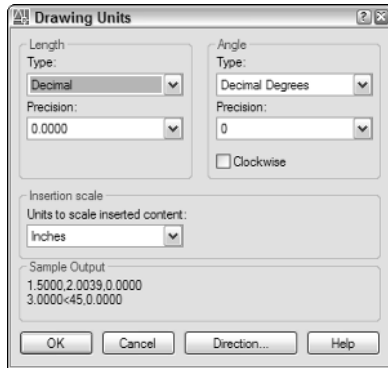 Drawing Units
Length
Type:
Decimal
Precision:
0.0000
Angle
Type:
Decimal Degrees
Precision:
0
Clockwise
Insertion scale
Units to scale inserted content:
Inches
Sample Output
1.5000,2.0039,0.0000
3.0000<45,0.0000
OK Cancel Direction... Help